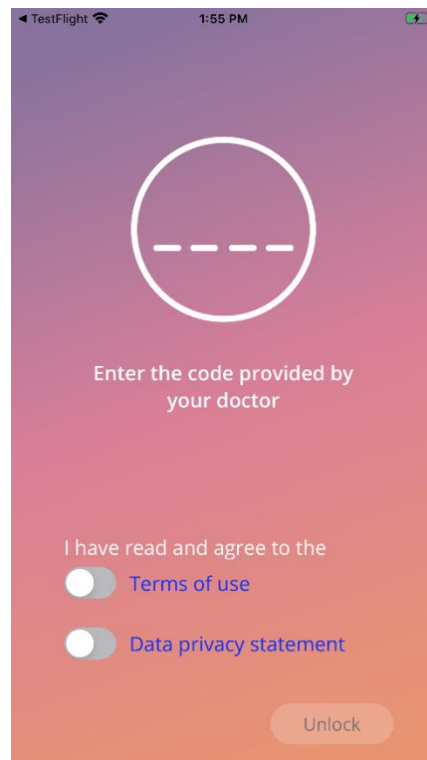 ◀ TestFlight 1:55 PM
Enter the code provided by
your doctor
I have read and agree to the
Terms of use
Data privacy statement
Unlock